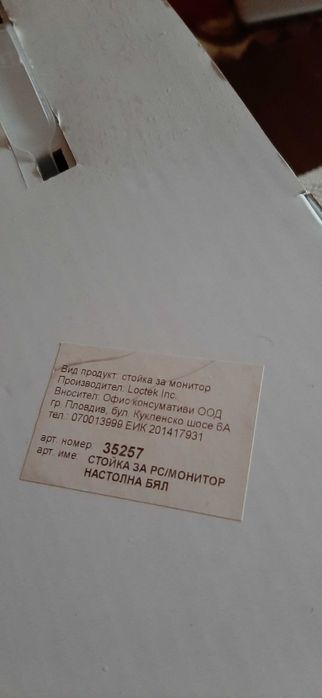 Вид продукт: стойка за монитор
Производител: Loctek Inc.
Вносител: Офис консумативи ООД
гр. Пловдив, бул. Кукленско шосе 6А
тел.: 070013999 ЕИК 201417931
арт. номер: 35257
арт. име: СТОЙКА ЗА PC/МОНИТОР
НАСТОЛНА БЯЛ